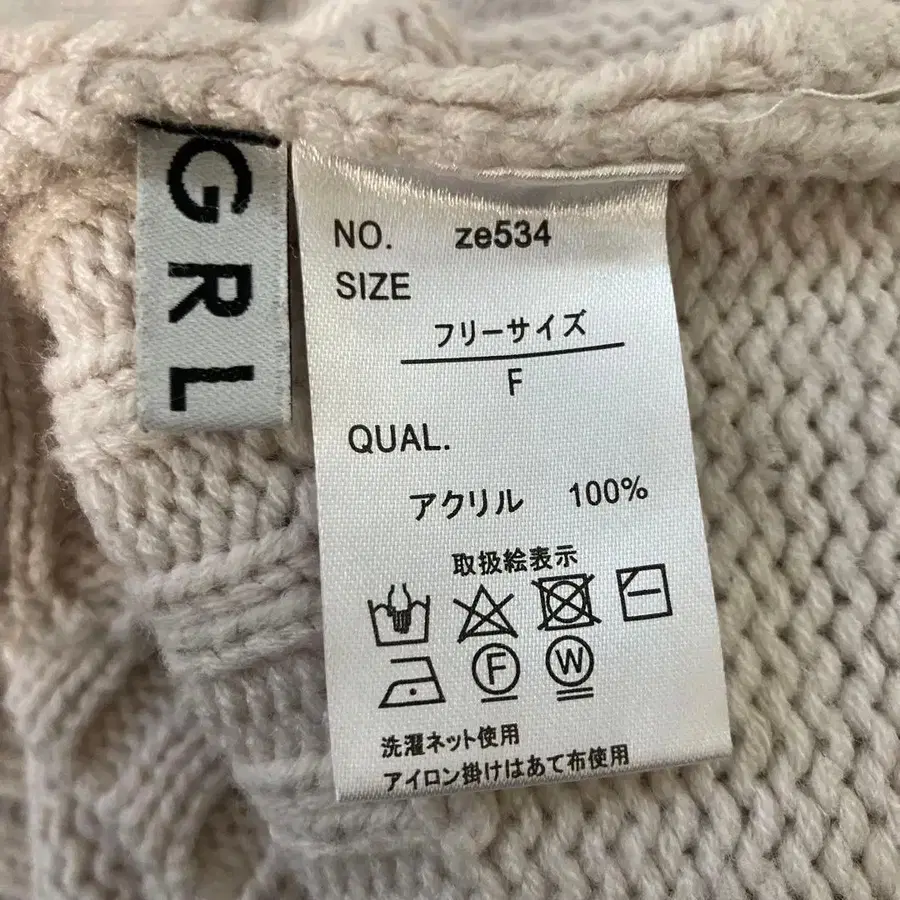 GRL
NO. ze534
SIZE
フリーサイズ
F
QUAL.
アクリル 100%
取扱絵表示
F W
洗濯ネット使用
アイロン掛けはあて布使用